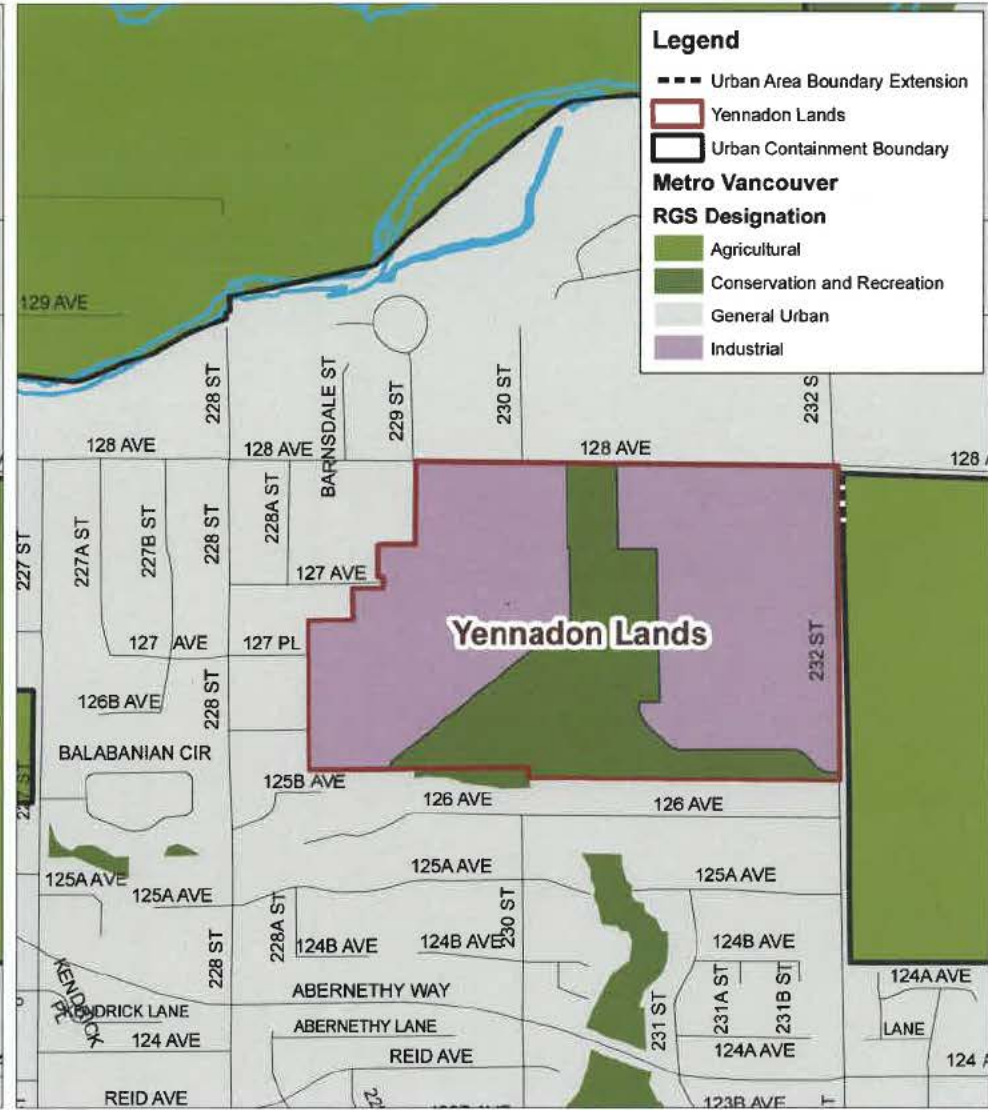 Legend
Urban Area Boundary Extension
Yennadon Lands
Urban Containment Boundary
Metro Vancouver
RGS Designation
Agricultural
Conservation and Recreation
General Urban
Industrial
129 AVE
228 ST
BARNSDALE ST
229 ST
230 ST
232 S
128 AVE
128 AVE
128 AVE
128
227 ST
227A ST
227B ST
228 ST
228A ST
127 AVE
127 AVE
127 PL
Yennadon Lands
232 ST
126B AVE
228 ST
BALABANIAN CIR
125B AVE
126 AVE
126 AVE
125A AVE
125A AVE
125A AVE
125A AVE
228 ST
228A ST
230 ST
124B AVE
124B AVE
124B AVE
231 ST
231A ST
231B ST
124A AVE
KENDRICK PL
KENDRICK LANE
ABERNETHY WAY
ABERNETHY LANE
LANE
124 AVE
REID AVE
124A AVE
124
REID AVE
123B AVE